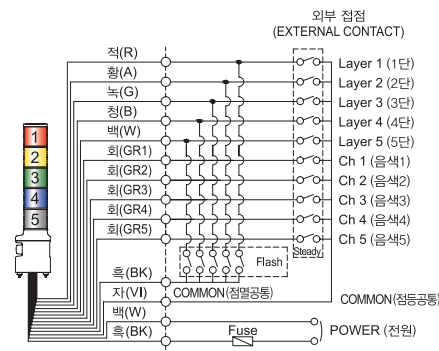 외부 접점
(EXTERNAL CONTACT)
적(R)
Layer 1 (1단)
황(A)
Layer 2 (2단)
녹(G)
Layer 3 (3단)
청(B)
Layer 4 (4단)
백(W)
Layer 5 (5단)
회(GR1)
Ch 1 (음색1)
회(GR2)
Ch 2 (음색2)
회(GR3)
Ch 3 (음색3)
회(GR4)
Ch 4 (음색4)
회(GR5)
Ch 5 (음색5)
1
2
3
4
5
Steady
Flash
흑(BK)
COMMON(점멸공통)
자(VI)
COMMON(점등공통)
백(W)
흑(BK)
Fuse
POWER (전원)